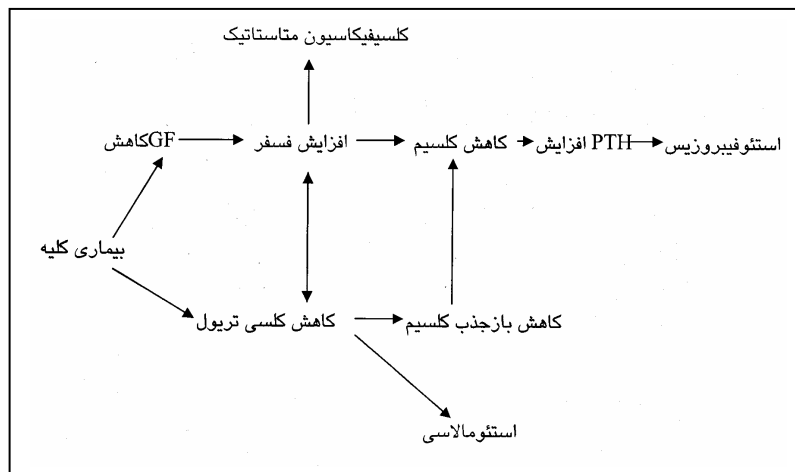 کلسیفیکاسیون متاستاتیک
کاهش GF
افزایش فسفر
کاهش کلسیم
افزایش PTH
استئوفیبروزیس
بیماری کلیه
کاهش کلسی تریول
کاهش بازجذب کلسیم
استئومالاسی